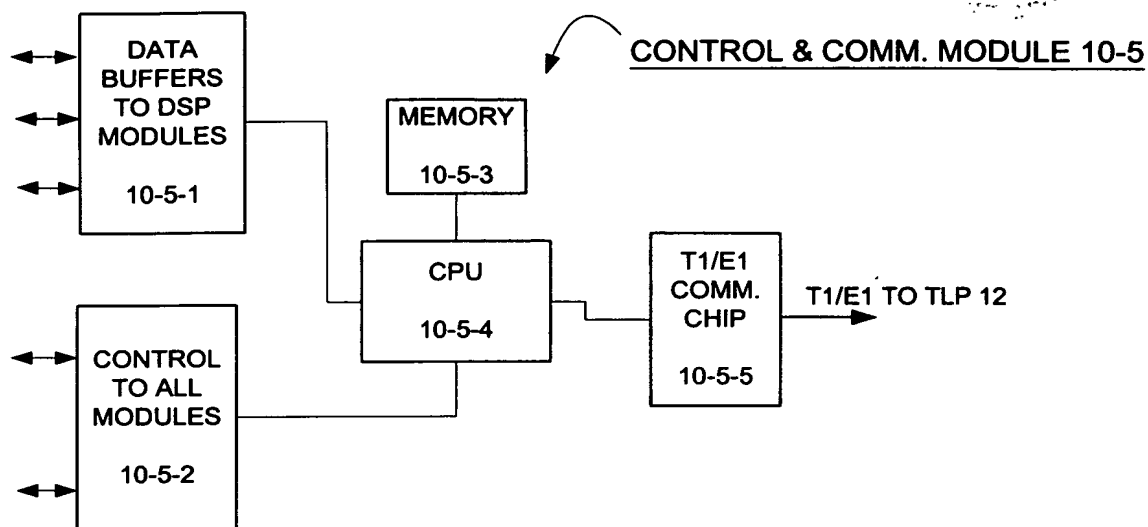 CONTROL & COMM. MODULE 10-5
DATA
BUFFERS
TO DSP
MODULES
10-5-1
MEMORY
10-5-3
CPU
10-5-4
T1/E1
COMM.
CHIP
10-5-5
T1/E1 TO TLP 12
CONTROL
TO ALL
MODULES
10-5-2